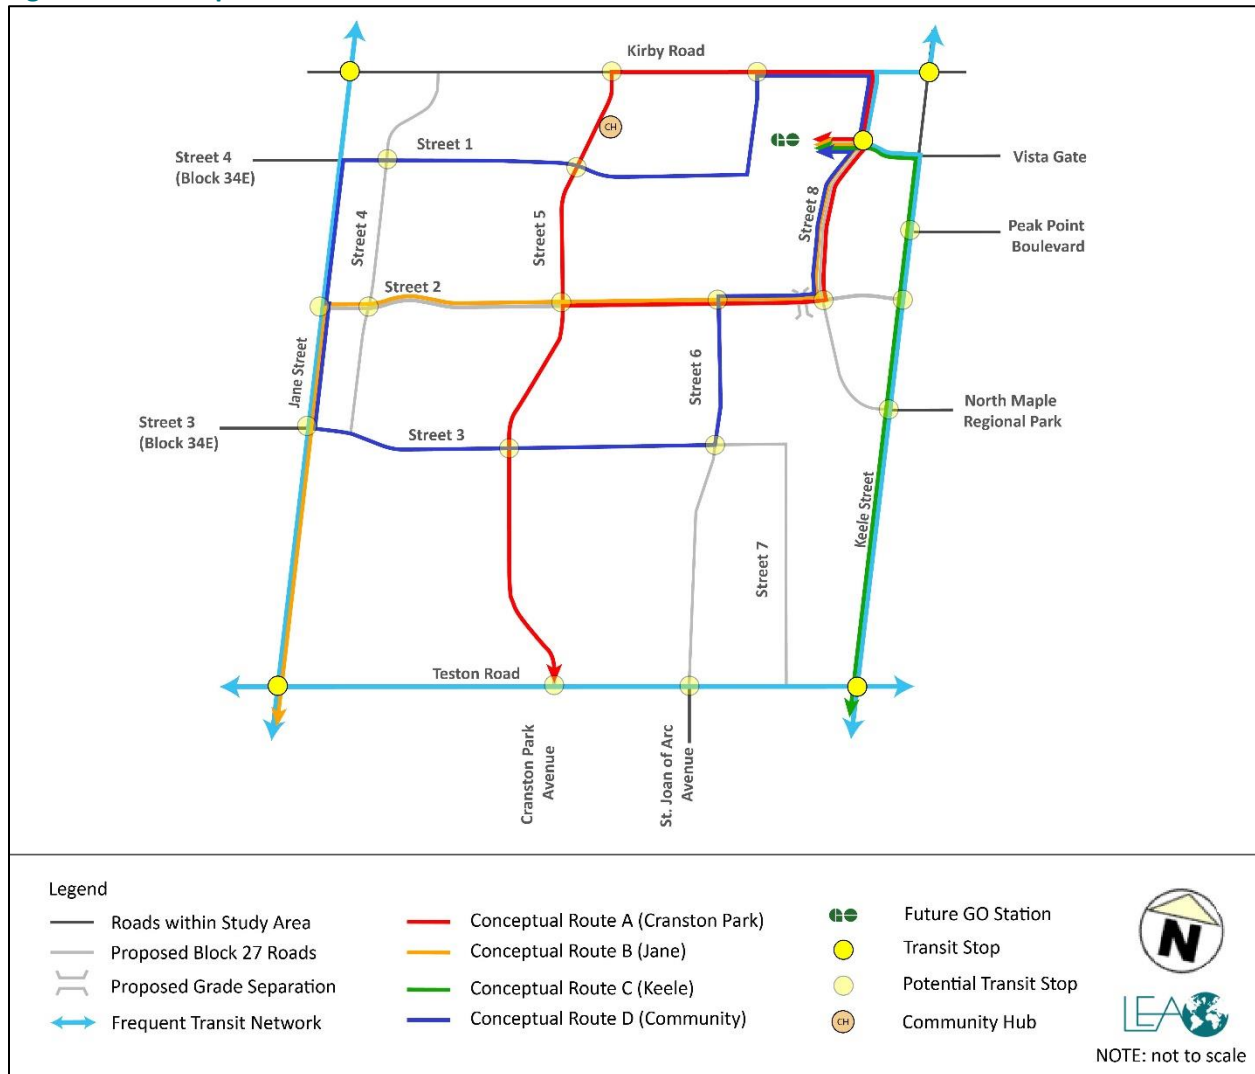 Kirby Road
Street 4
(Block 34E)
Street 1
CH
GO
Vista Gate
Street 4
Street 5
Street 8
Peak Point
Boulevard
Street 2
Jane Street
Street 6
Street 3
(Block 34E)
Street 3
North Maple
Regional Park
Keele Street
Street 7
Teston Road
Cranston Park
Avenue
St. Joan of Arc
Avenue
Legend
Roads within Study Area
Proposed Block 27 Roads
Proposed Grade Separation
Frequent Transit Network
Conceptual Route A (Cranston Park)
Conceptual Route B (Jane)
Conceptual Route C (Keele)
Conceptual Route D (Community)
GO
Future GO Station
Transit Stop
Potential Transit Stop
CH
Community Hub
N
LEA
NOTE: not to scale